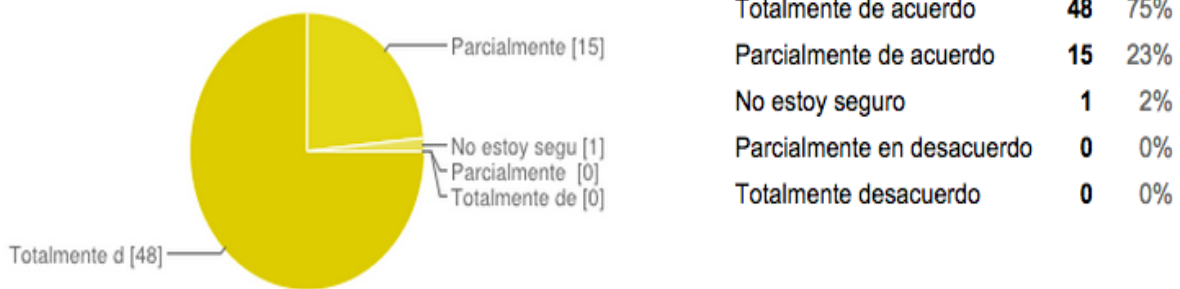 Parcialmente [15]
No estoy segu [1]
Parcialmente [0]
Totalmente de [0]
Totalmente d [48]
Totalmente de acuerdo 48 75%
Parcialmente de acuerdo 15 23%
No estoy seguro 1 2%
Parcialmente en desacuerdo 0 0%
Totalmente desacuerdo 0 0%